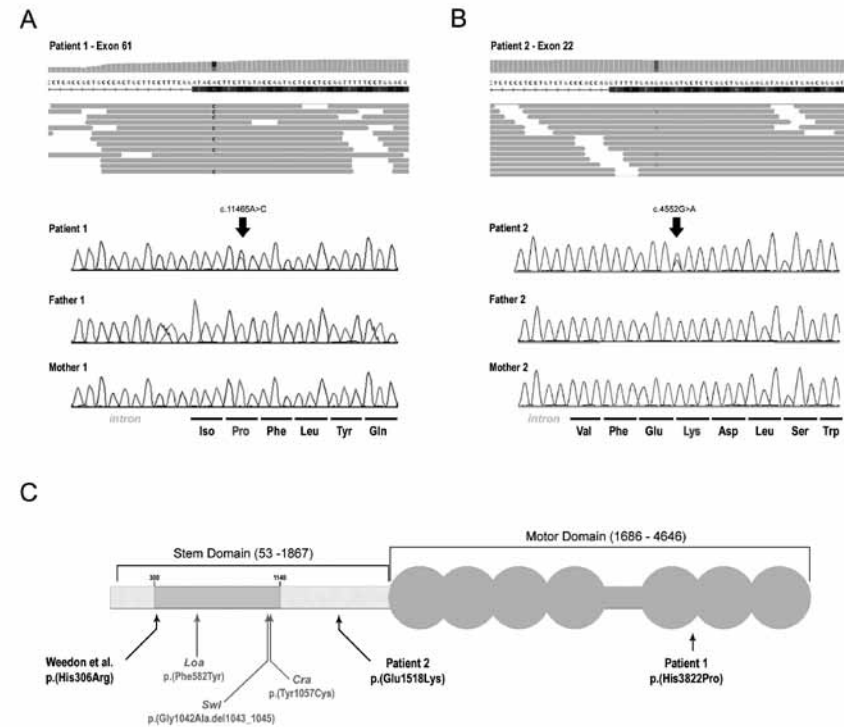 A
Patient 1 - Exon 61
c.11465A>C
Patient 1
Father 1
Mother 1
intron
Iso Pro Phe Leu Tyr Gln
B
Patient 2 - Exon 22
c.4552G>A
Patient 2
Father 2
Mother 2
intron
Val Phe Glu Lys Asp Leu Ser Trp
C
Stem Domain (53 -1867)
Motor Domain (1686 - 4646)
300
1140
Weedon et al.
p.(His306Arg)
Loa
p.(Phe582Tyr)
Swl
p.(Gly1042Ala.del1043_1045)
Cra
p.(Tyr1057Cys)
Patient 2
p.(Glu1518Lys)
Patient 1
p.(His3822Pro)